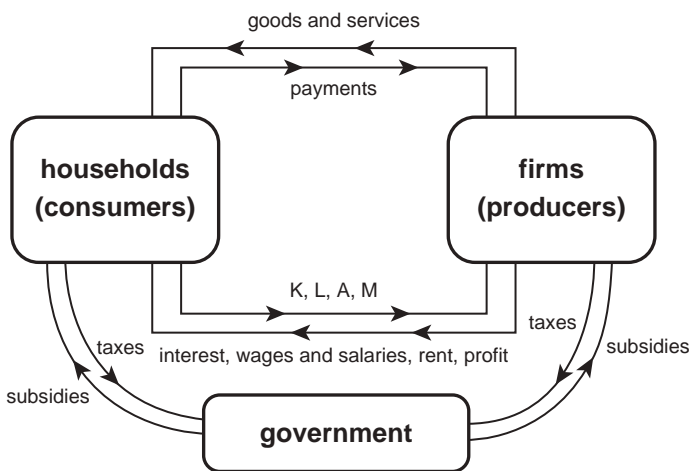 goods and services
payments
households
(consumers)
firms
(producers)
K, L, A, M
interest, wages and salaries, rent, profit
taxes
subsidies
taxes
subsidies
government